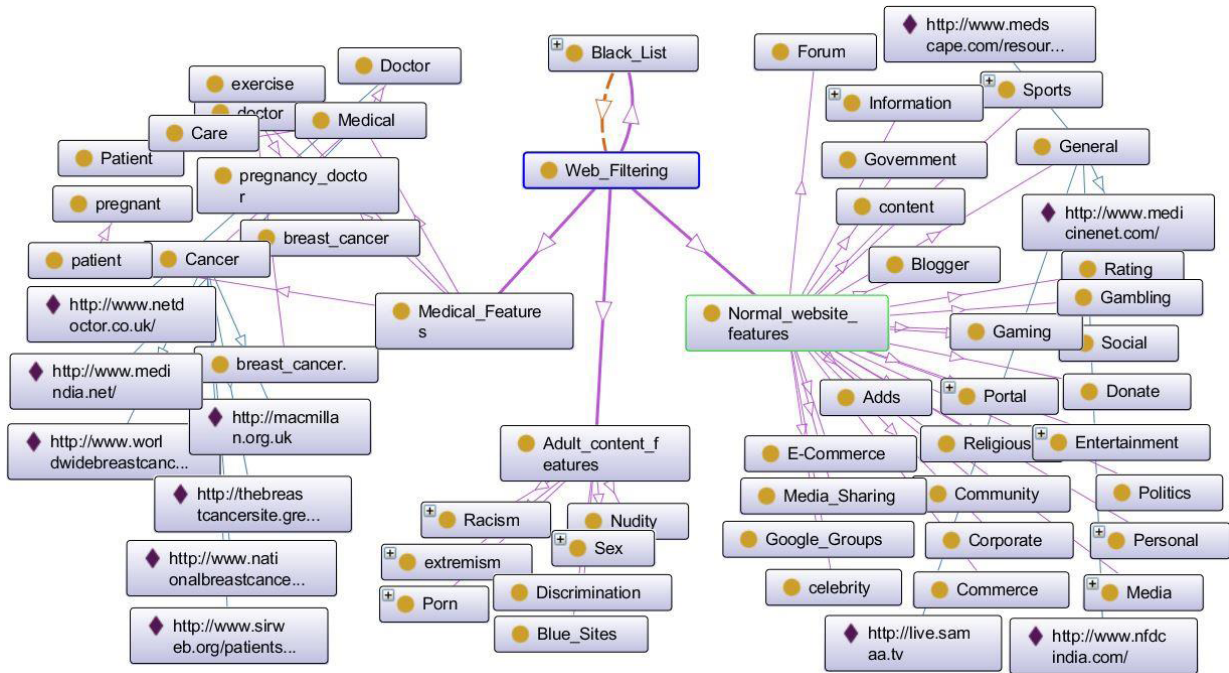 Black_List
Web_Filtering
Doctor
exercise
doctor
Care
Medical
Patient
pregnancy_docto
r
pregnant
breast_cancer
patient
Cancer
http://www.netd
octor.co.uk/
Medical_Feature
s
breast_cancer.
http://www.medi
ndia.net/
http://macmilla
n.org.uk
http://www.worl
dwidebreastcanc...
http://thebreas
tcancersite.gre...
http://www.nati
onalbreastcance...
http://www.sirw
eb.org/patients...
Adult_content_f
eatures
Racism
Nudity
Sex
extremism
Discrimination
Porn
Blue_Sites
Forum
http://www.meds
cape.com/resour...
Information
Sports
Government
General
content
http://www.medi
cinenet.com/
Blogger
Rating
Gambling
Normal_website_
features
Gaming
Social
Adds
Portal
Donate
E-Commerce
Religious
Entertainment
Media_Sharing
Community
Politics
Google_Groups
Corporate
Personal
celebrity
Commerce
Media
http://live.sam
aa.tv
http://www.nfdc
india.com/